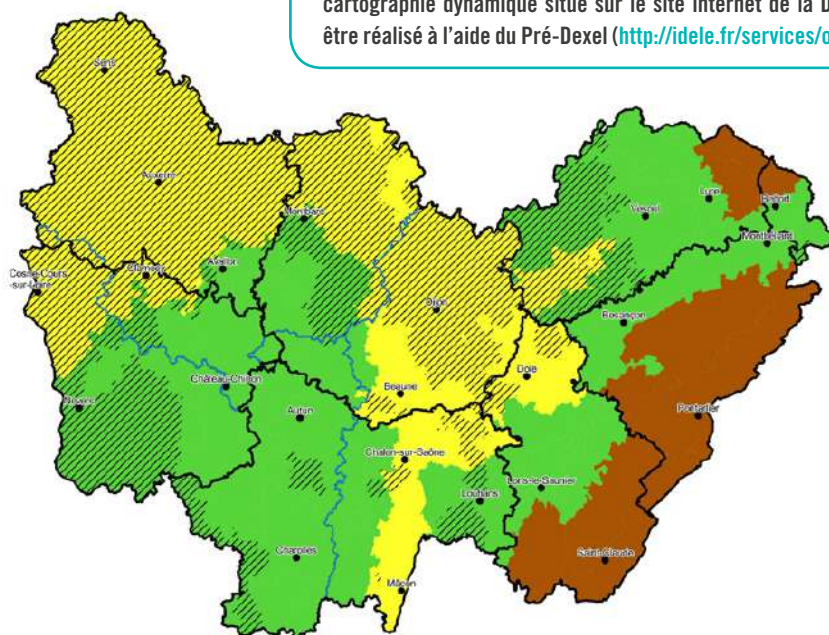 cartographie dynamique situé sur le site internet de la D
être réalisé à l'aide du Pré-Dexel (http://idele.fr/services/o
Sens
Auxerre
Montbard
Vesoul
Lure
Belfort
Montbéliard
Avallon
Clamecy
Cosne-Cours
-sur-Loire
Dijon
Besançon
Dole
Château-Chinon
Beaune
Nevers
Autun
Pontarlier
Chalon-sur-Saône
Lons-le-Saunier
Louhans
Charolles
Saint-Claude
Mâcon